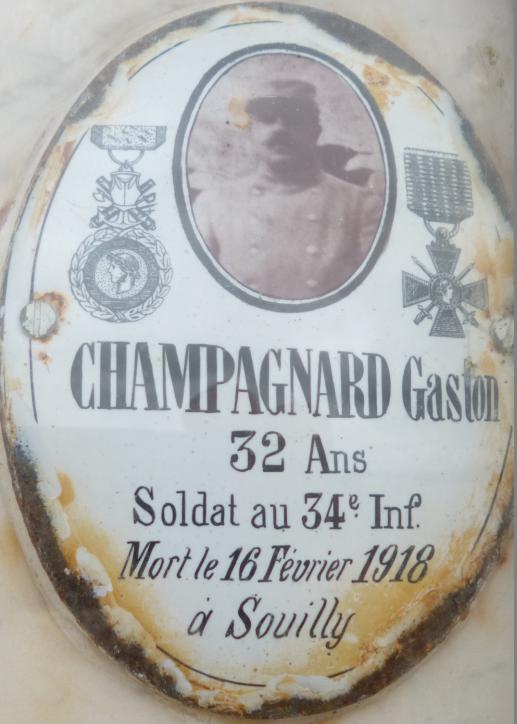 CHAMPAGNARD Gaston
32 Ans
Soldat au 34e Inf.
Mort le 16 Février 1918
à Souilly